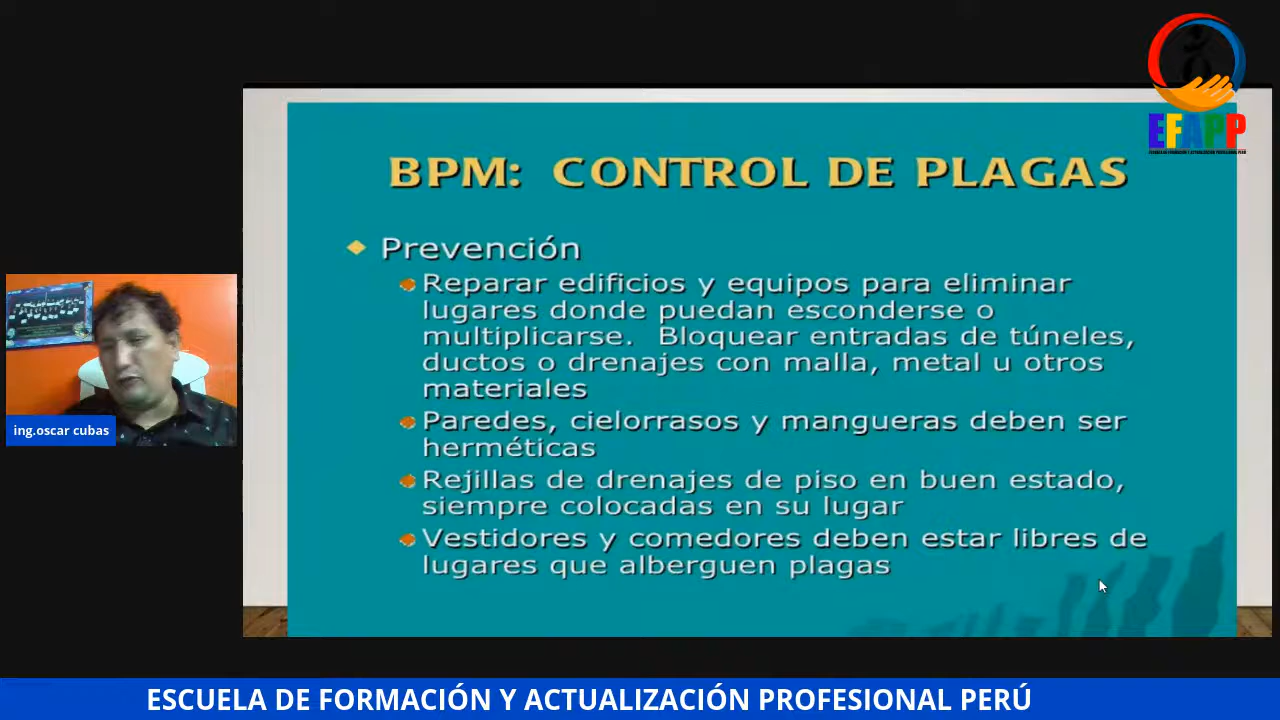 EFAPP
BPM: CONTROL DE PLAGAS
Prevención
Reparar edificios y equipos para eliminar
lugares donde puedan esconderse o
multiplicarse. Bloquear entradas de túneles,
ductos o drenajes con malla, metal u otros
materiales
Paredes, cielorrasos y mangueras deben ser
herméticas
Rejillas de drenajes de piso en buen estado,
siempre colocadas en su lugar
Vestidores y comedores deben estar libres de
lugares que alberguen plagas
ing.oscar cubas
ESCUELA DE FORMACIÓN Y ACTUALIZACIÓN PROFESIONAL PERÚ